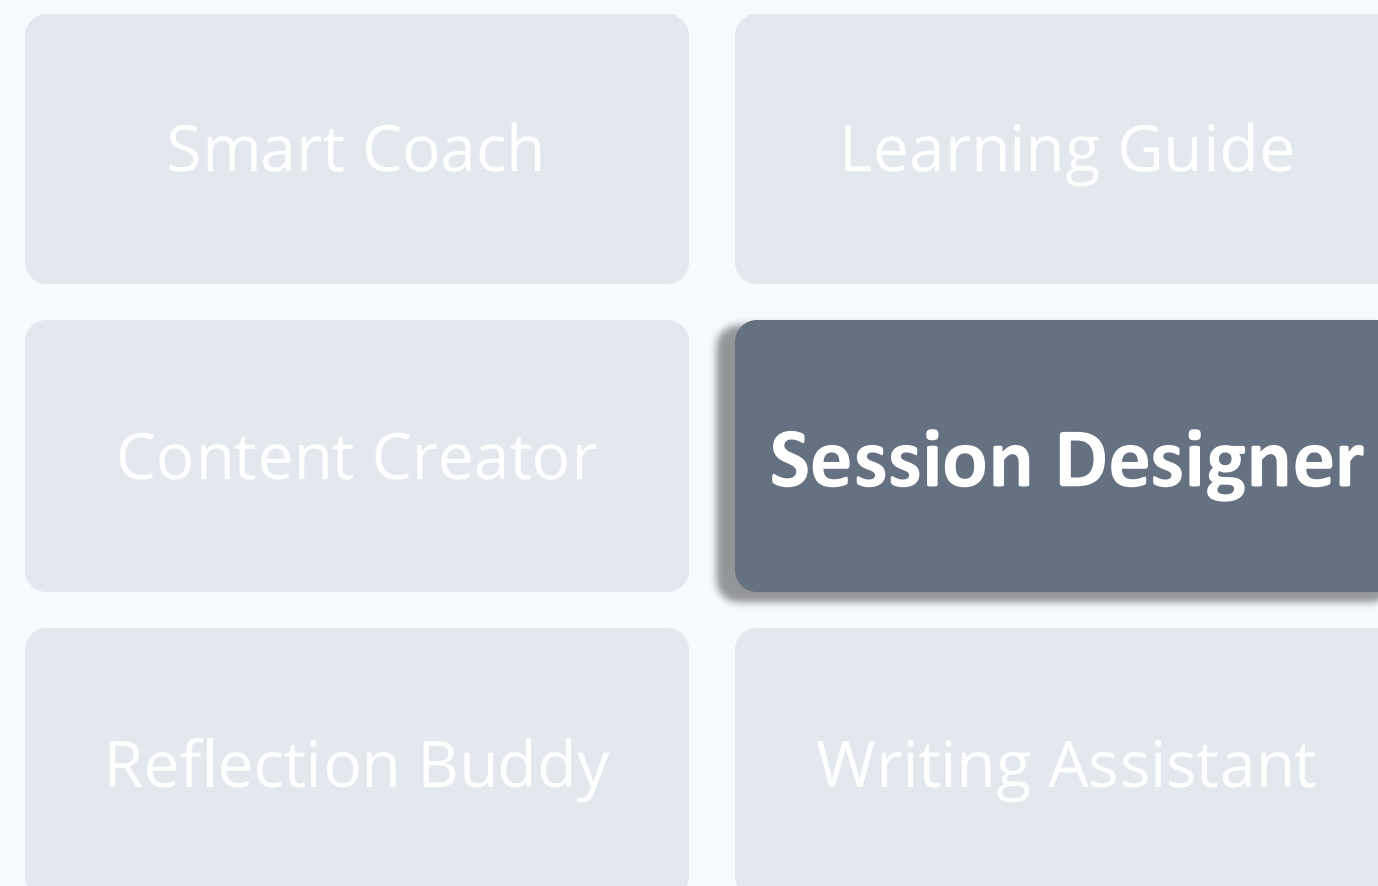 Smart Coach
Learning Guide
Content Creator
Session Designer
Reflection Buddy
Writing Assistant